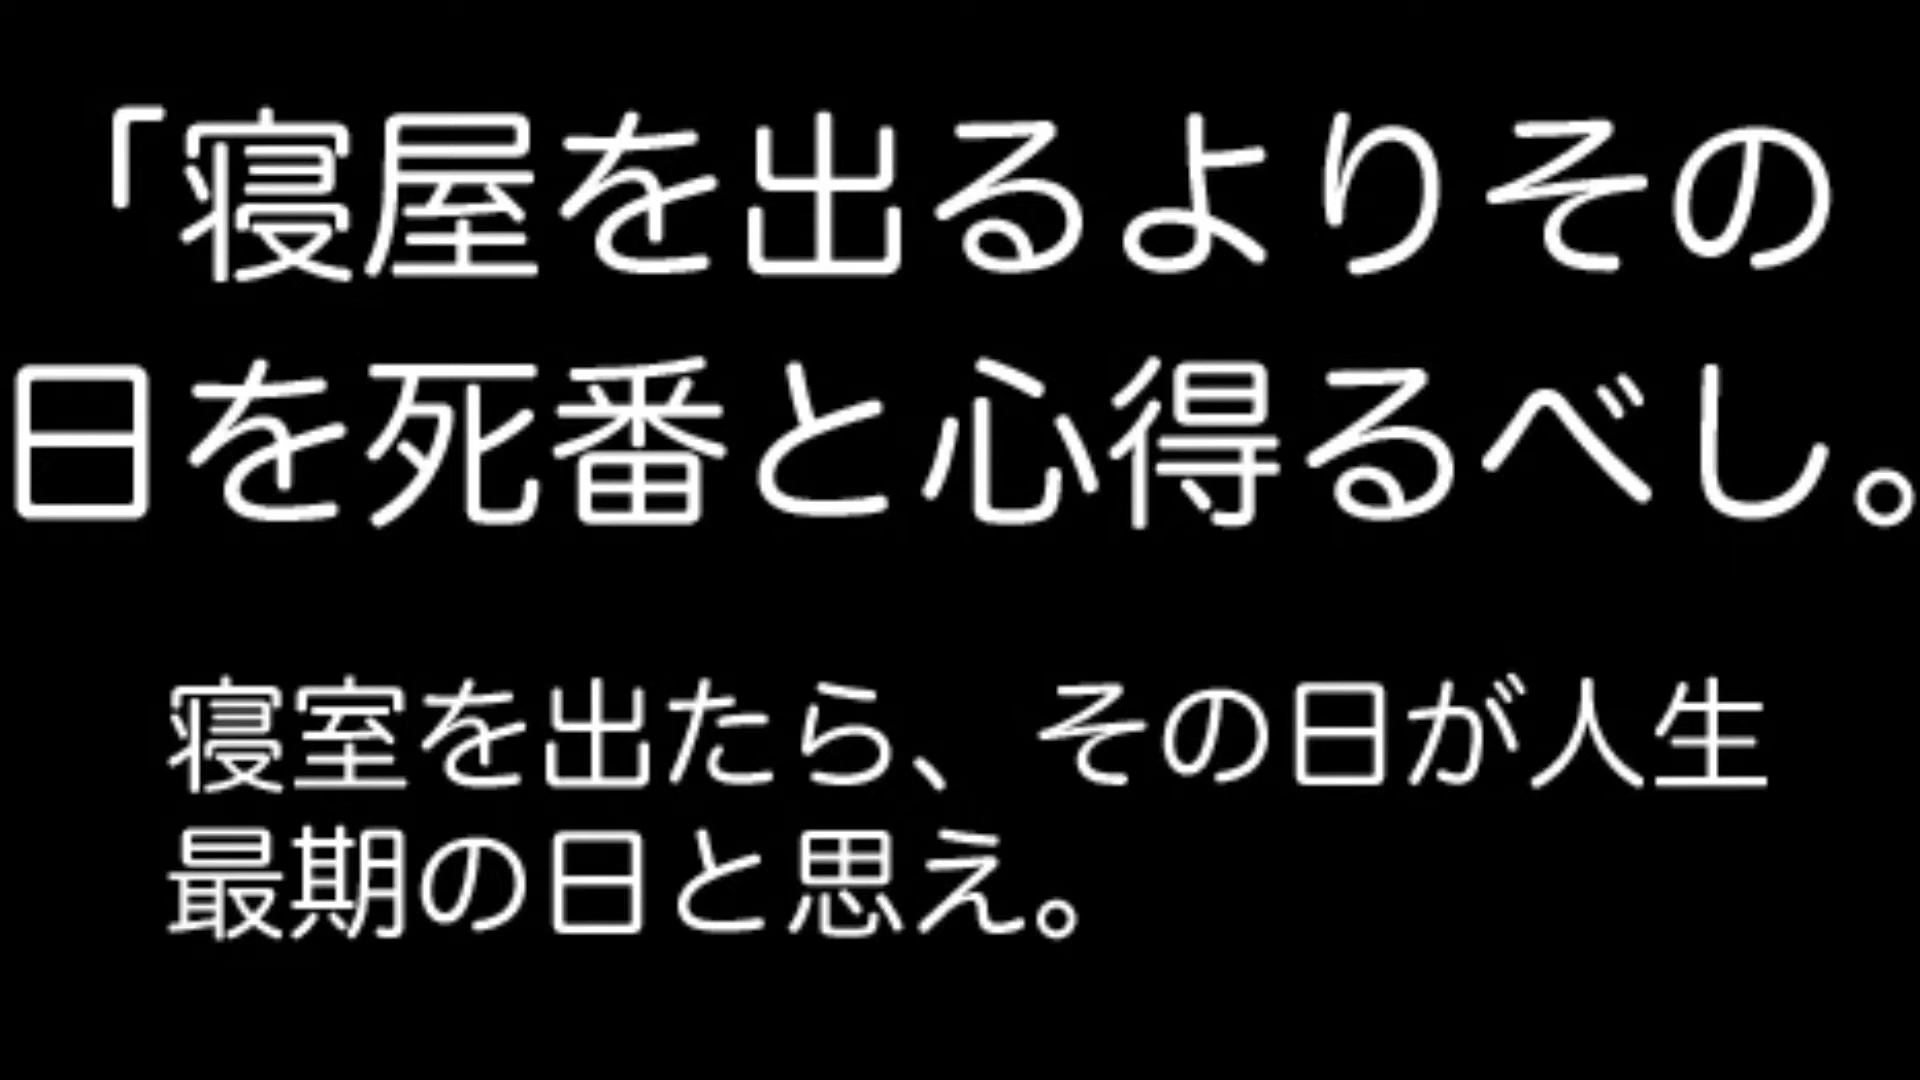 「寝屋を出るよりその
日を死番と心得るべし。
寝室を出たら、その日が人生
最期の日と思え。